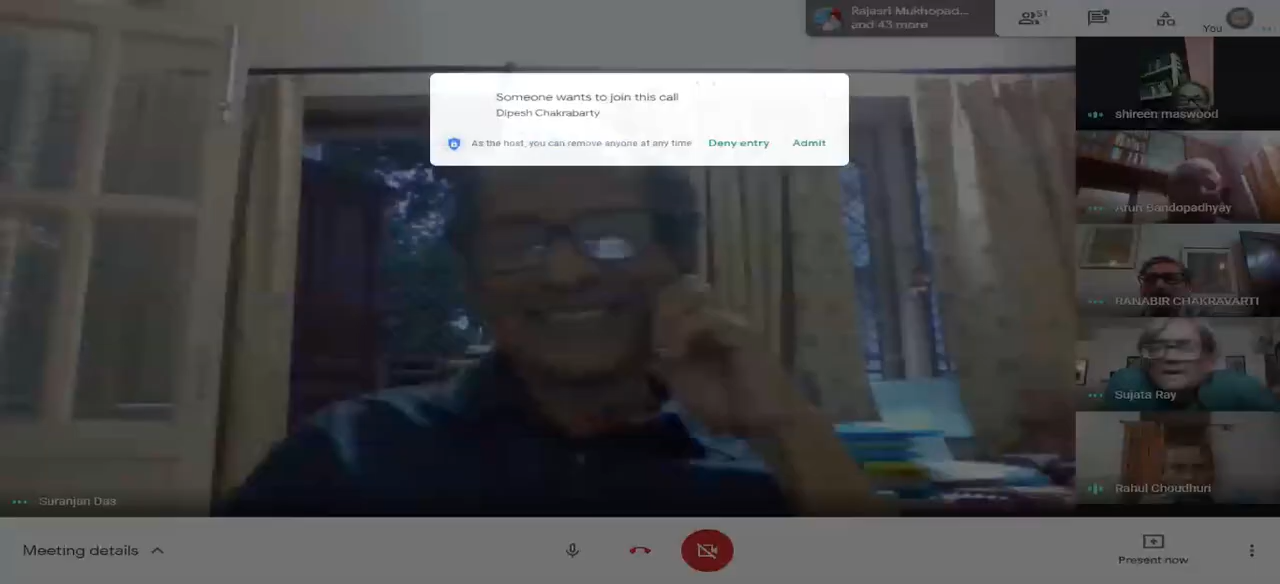 Rajasri Mukhopad...
and 43 more
51
You
Someone wants to join this call
Dipesh Chakrabarty
As the host, you can remove anyone at any time
Deny entry
Admit
shireen maswood
Arun Bandopadhyay
RANABIR CHAKRAVARTI
Sujata Ray
Rahul Choudhuri
Suranjan Das
Meeting details
Present now